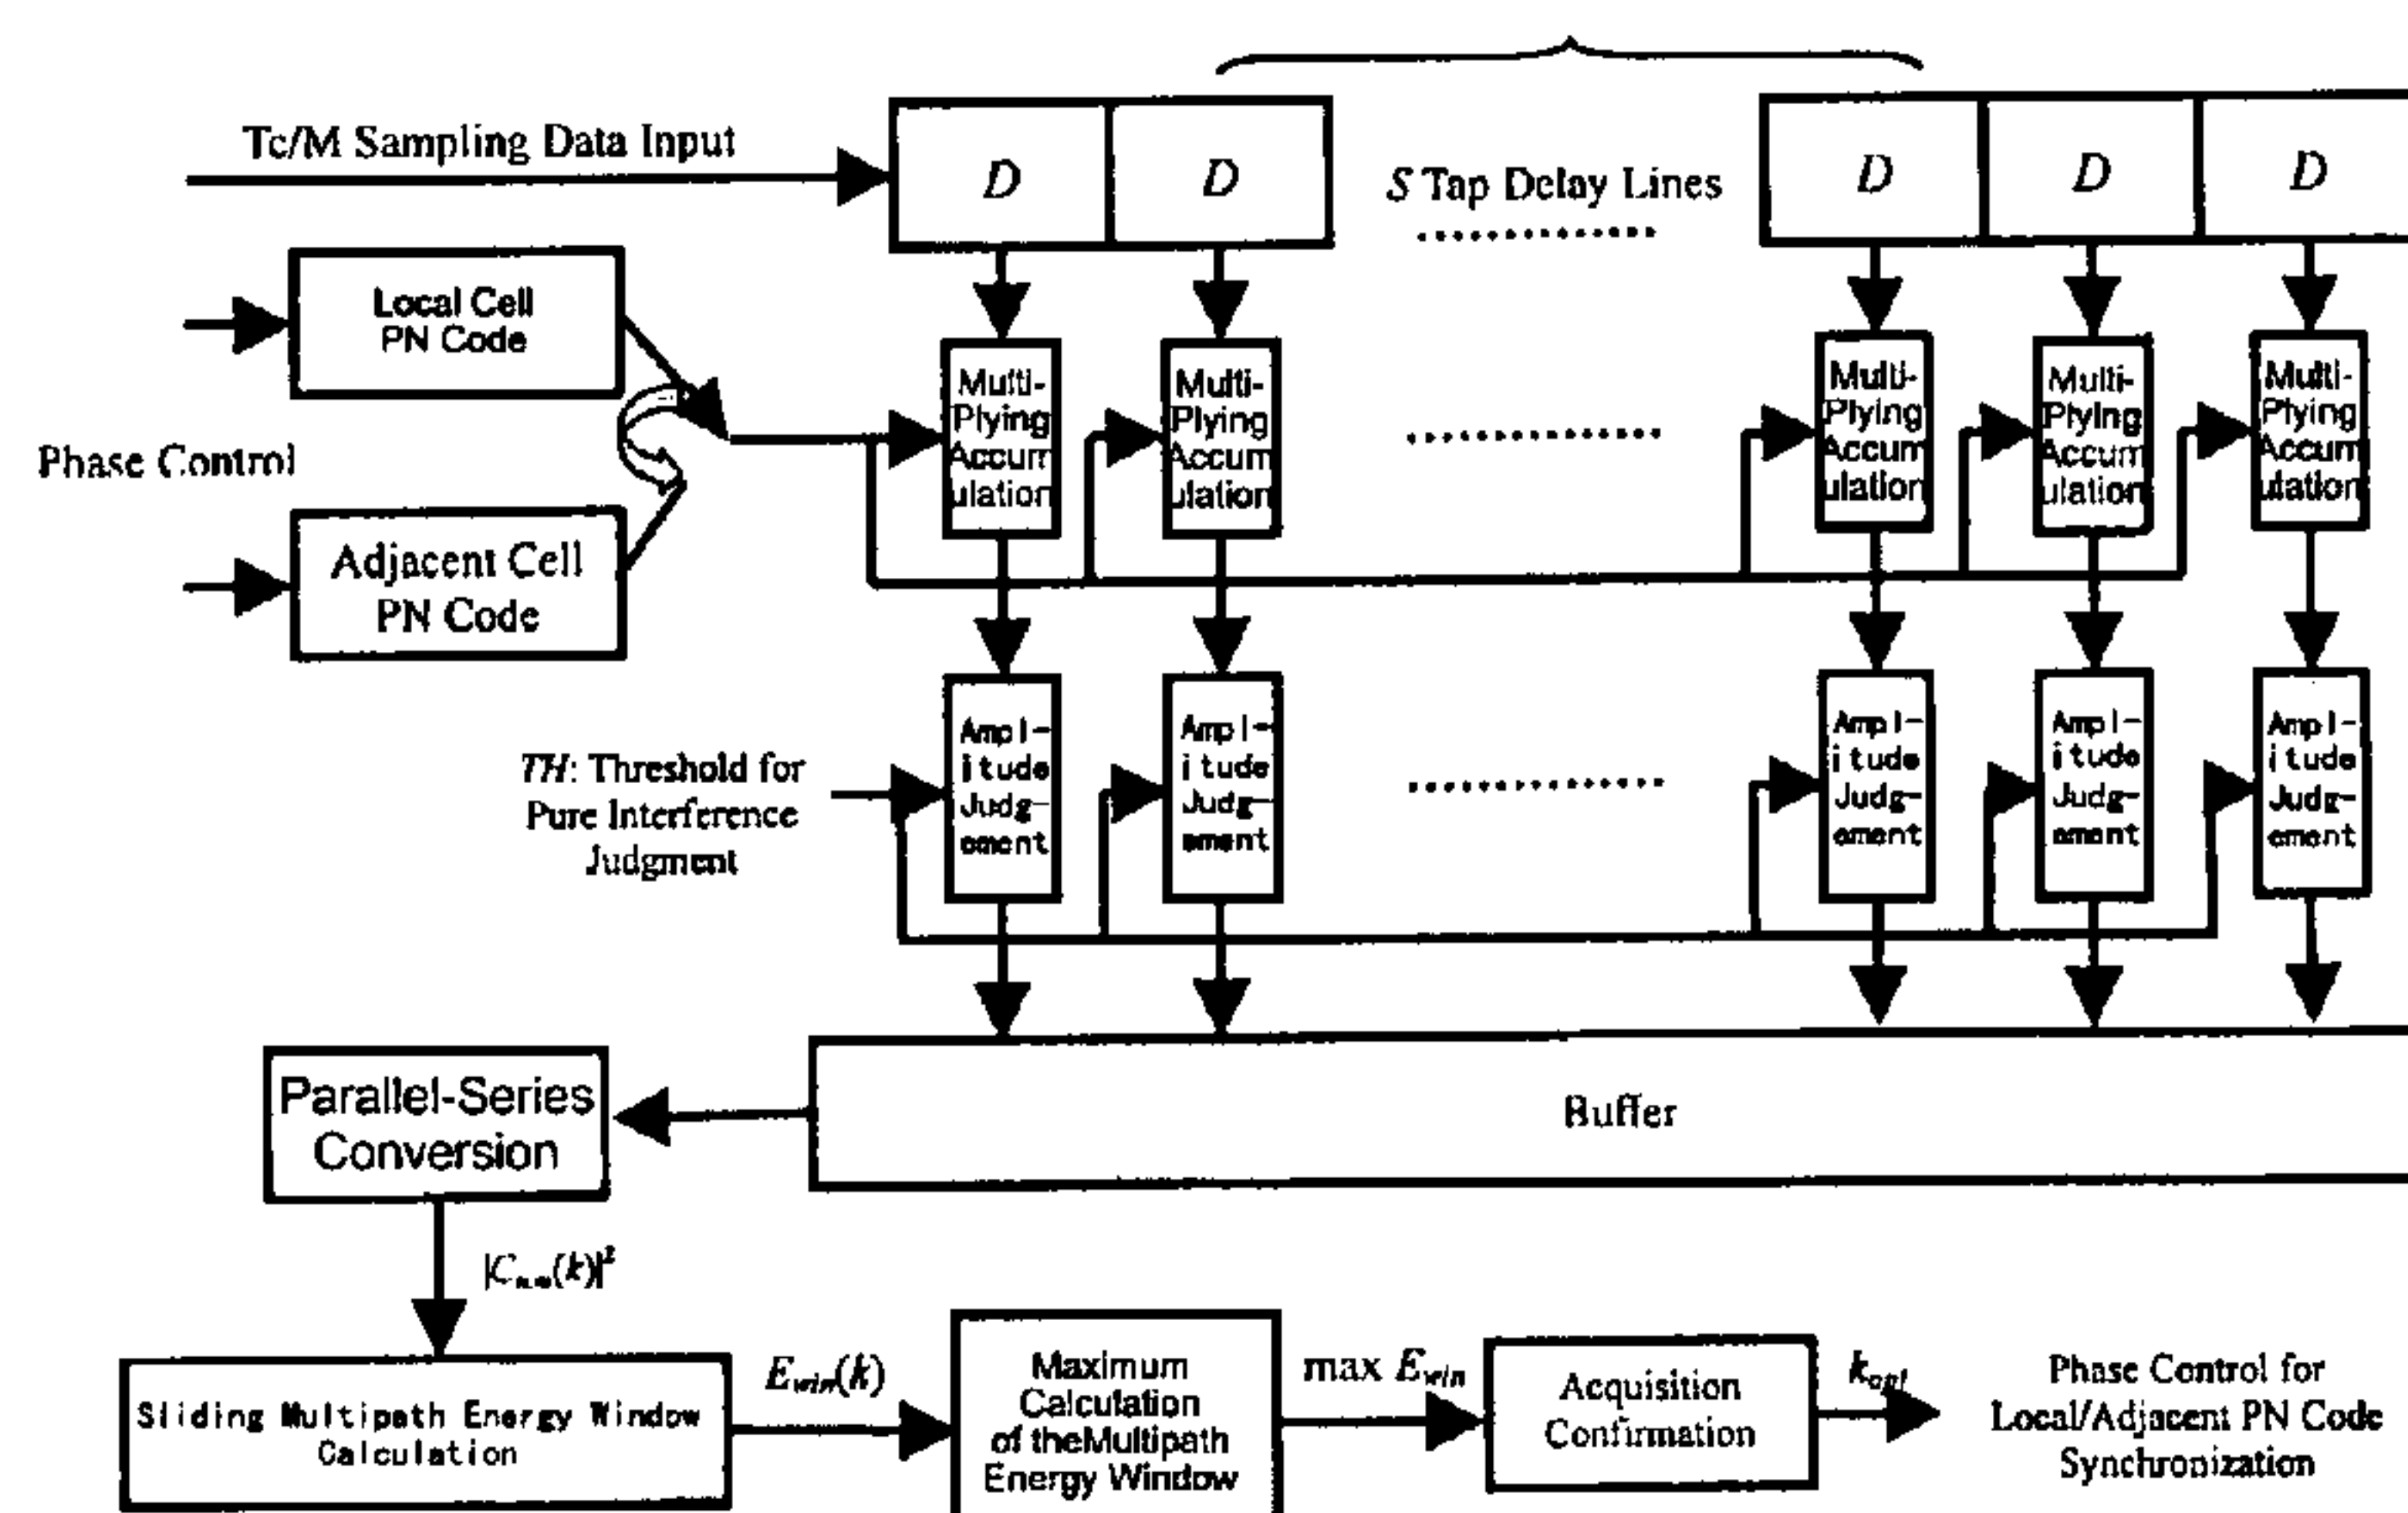 Tc/M Sampling Data Input
D
D
S Tap Delay Lines
D
D
D
Local Cell
PN Code
Phase Control
Adjacent Cell
PN Code
Multi-
Plying
Accum
ulation
Multi-
Plying
Accum
ulation
Multi-
Plying
Accum
ulation
Multi-
Plying
Accum
ulation
Multi-
Plying
Accum
ulation
TH: Threshold for
Pure Interference
Judgment
Ampl-
itude
Judg-
ement
Ampl-
itude
Judg-
ement
Ampl-
itude
Judg-
ement
Ampl-
itude
Judg-
ement
Ampl-
itude
Judg-
ement
Parallel-Series
Conversion
Buffer
Sliding Multipath Energy Window
Calculation
E_win(k)
Maximum
Calculation
of theMultipath
Energy Window
max E_win
Acquisition
Confirmation
k_opt
Phase Control for
Local/Adjacent PN Code
Synchronization